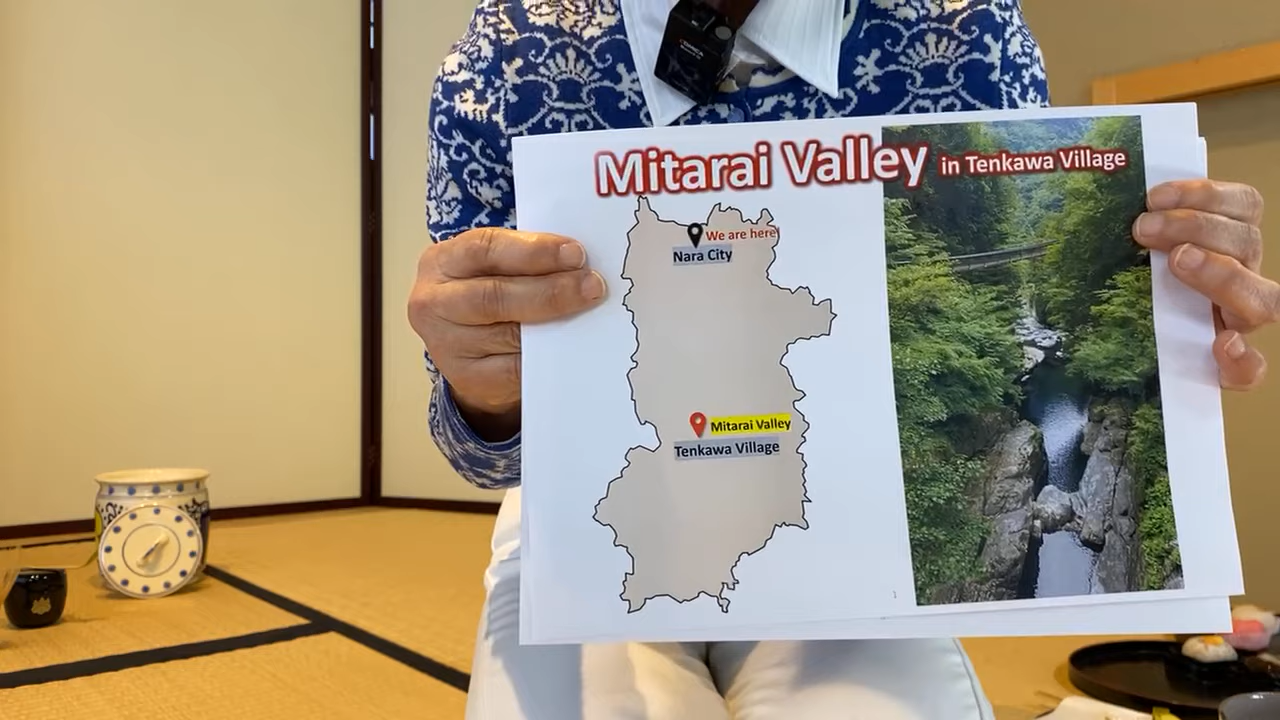 Mitarai Valley in Tenkawa Village
We are here!
Nara City
Mitarai Valley
Tenkawa Village